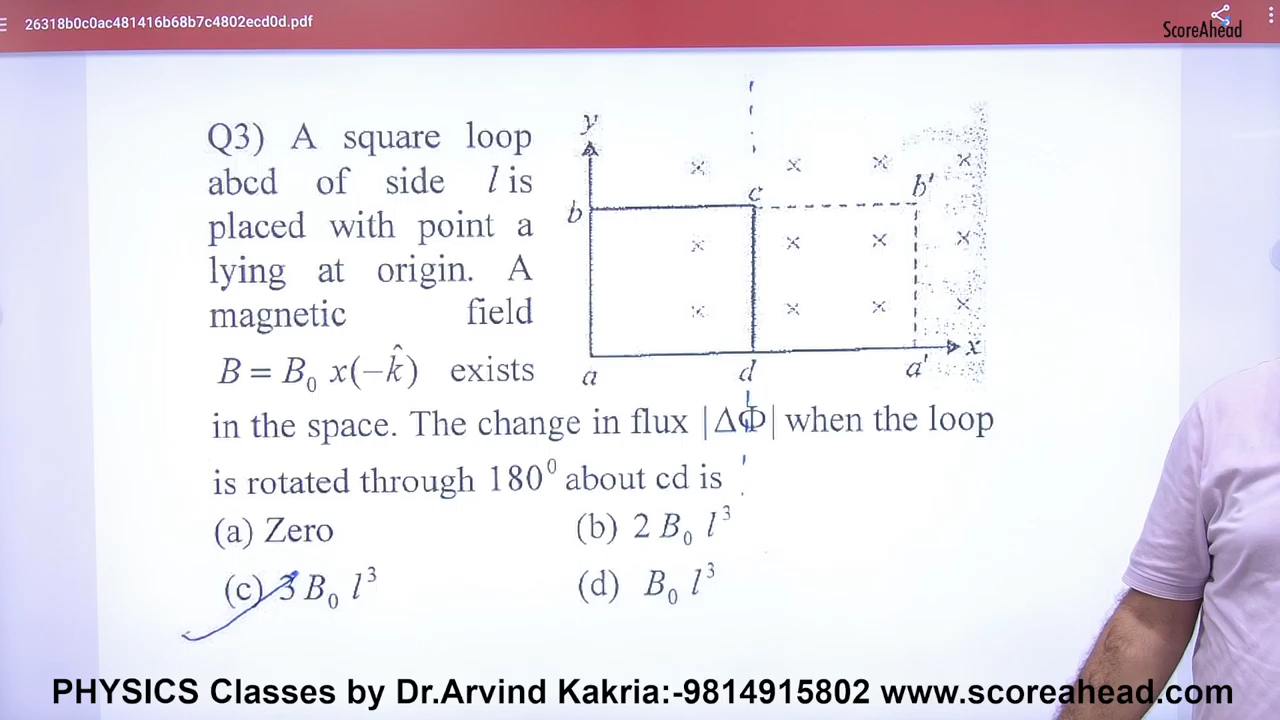 26318b0c0ac481416b68b7c4802ecd0d.pdf
ScoreAhead
Q3) A square loop
abcd of side l is
placed with point a
lying at origin. A
magnetic field
B = B₀ x(−k̂) exists
in the space. The change in flux |ΔΦ| when the loop
is rotated through 180⁰ about cd is
(a) Zero (b) 2 B₀ l³
(c) 3 B₀ l³ (d) B₀ l³
y
b c b'
a d a' x
PHYSICS Classes by Dr.Arvind Kakria:-9814915802 www.scoreahead.com